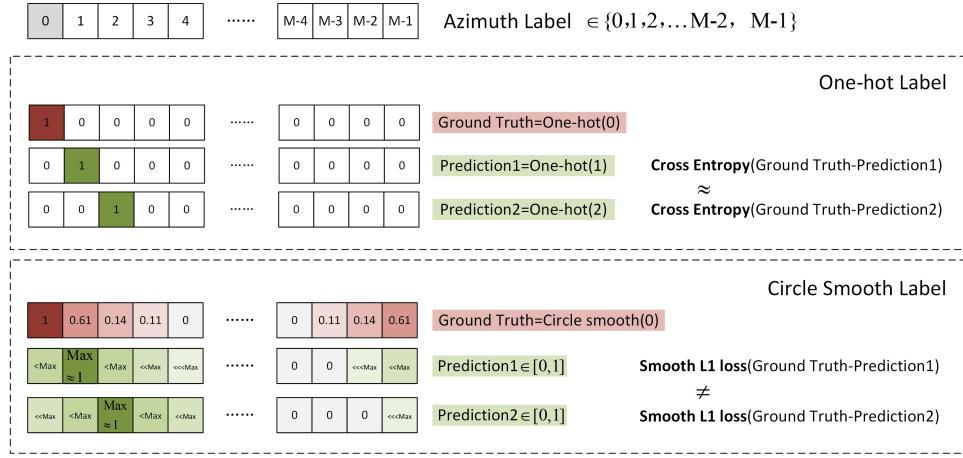 0 1 2 3 4 ...... M-4 M-3 M-2 M-1 Azimuth Label ∈{0,1,2,...M-2, M-1}
One-hot Label
1 0 0 0 0 ...... 0 0 0 0 Ground Truth=One-hot(0)
0 1 0 0 0 ...... 0 0 0 0 Prediction1=One-hot(1) Cross Entropy(Ground Truth-Prediction1)
≈
0 0 1 0 0 ...... 0 0 0 0 Prediction2=One-hot(2) Cross Entropy(Ground Truth-Prediction2)
Circle Smooth Label
1 0.61 0.14 0.11 0 ...... 0 0.11 0.14 0.61 Ground Truth=Circle smooth(0)
<Max Max ≈1 <Max <<Max <<<Max ...... 0 0 <<<Max <<Max Prediction1∈[0,1] Smooth L1 loss(Ground Truth-Prediction1)
≠
<<Max <Max Max ≈1 <Max <<Max ...... 0 0 0 <<<Max Prediction2∈[0,1] Smooth L1 loss(Ground Truth-Prediction2)